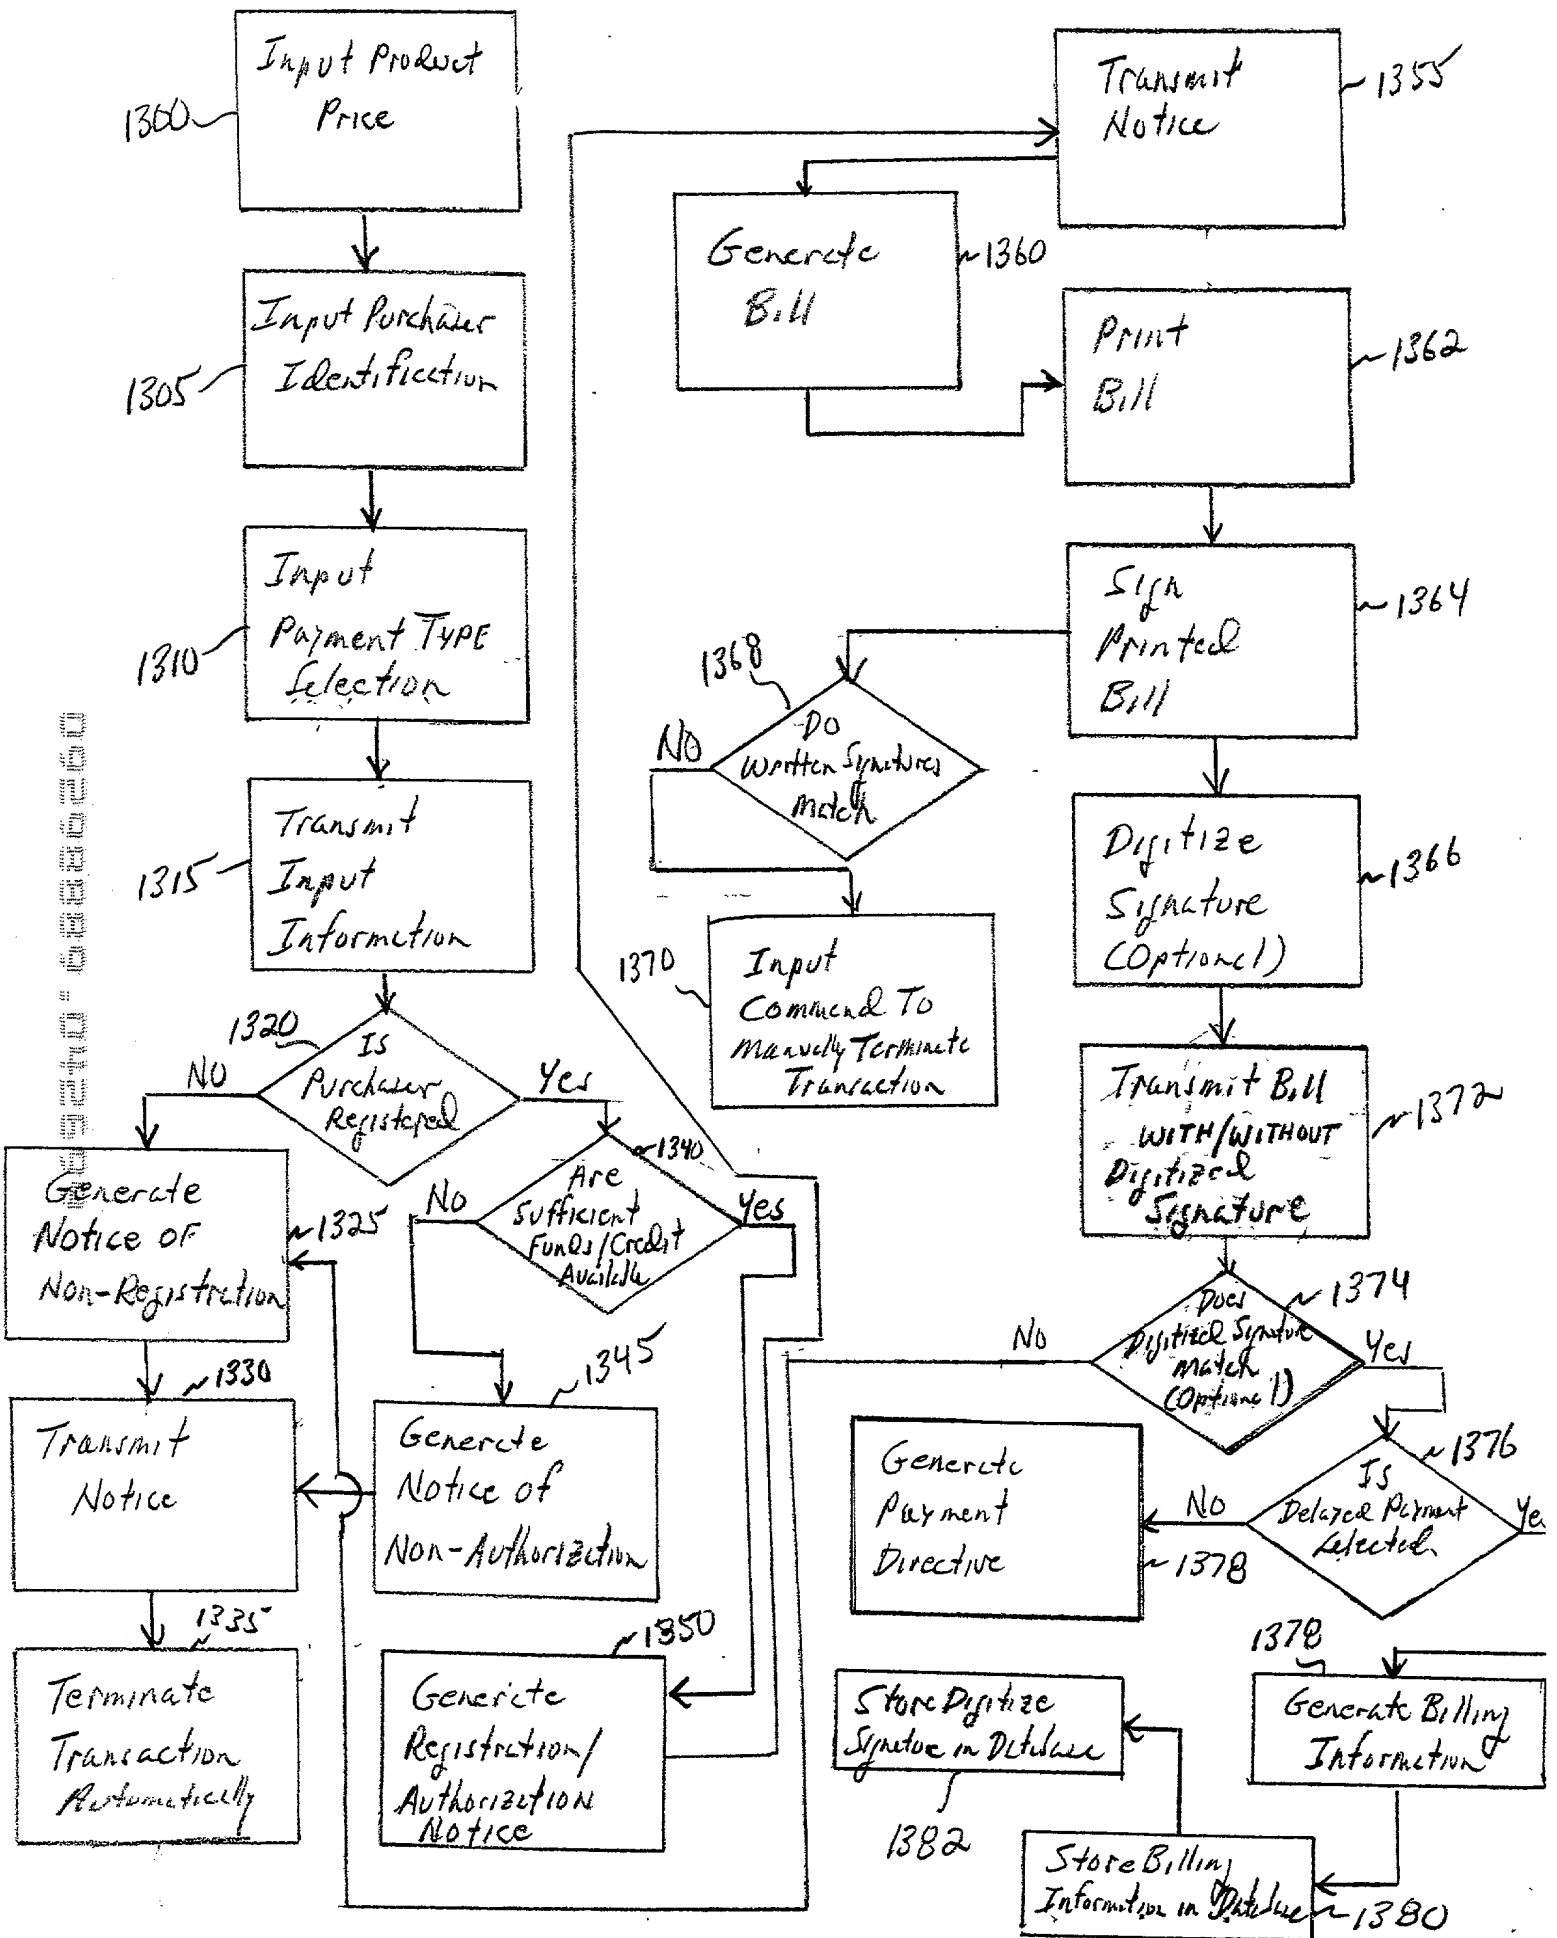 Input Product
Price
1300
Input Purchaser
Identification
1305
Input
Payment TYPE
Selection
1310
Transmit
Input
Information
1315
1320
Is
Purchaser
Registered
NO
Yes
Generate
Notice OF
Non-Registration
1325
1330
Transmit
Notice
1335
Terminate
Transaction
Automatically
1340
Are
Sufficient
Funds/Credit
Available
No
Yes
1345
Generate
Notice of
Non-Authorization
1350
Generate
Registration/
Authorization
Notice
Transmit
Notice
1355
Generate
Bill
1360
Print
Bill
1362
Sign
Printed
Bill
1364
1368
Do
Written Signatures
Match
NO
1370
Input
Command To
Manually Terminate
Transaction
Digitize
Signature
(Optional)
1366
Transmit Bill
WITH/WITHOUT
Digitized
Signature
1372
1374
Does
Digitized Signature
Match
(Optional)
No
Yes
1376
Is
Delayed Payment
Selected
NO
Ye
Generate
Payment
Directive
1378
1378
Generate Billing
Information
Store Digitize
Signature in Database
1382
Store Billing
Information in Database
1380